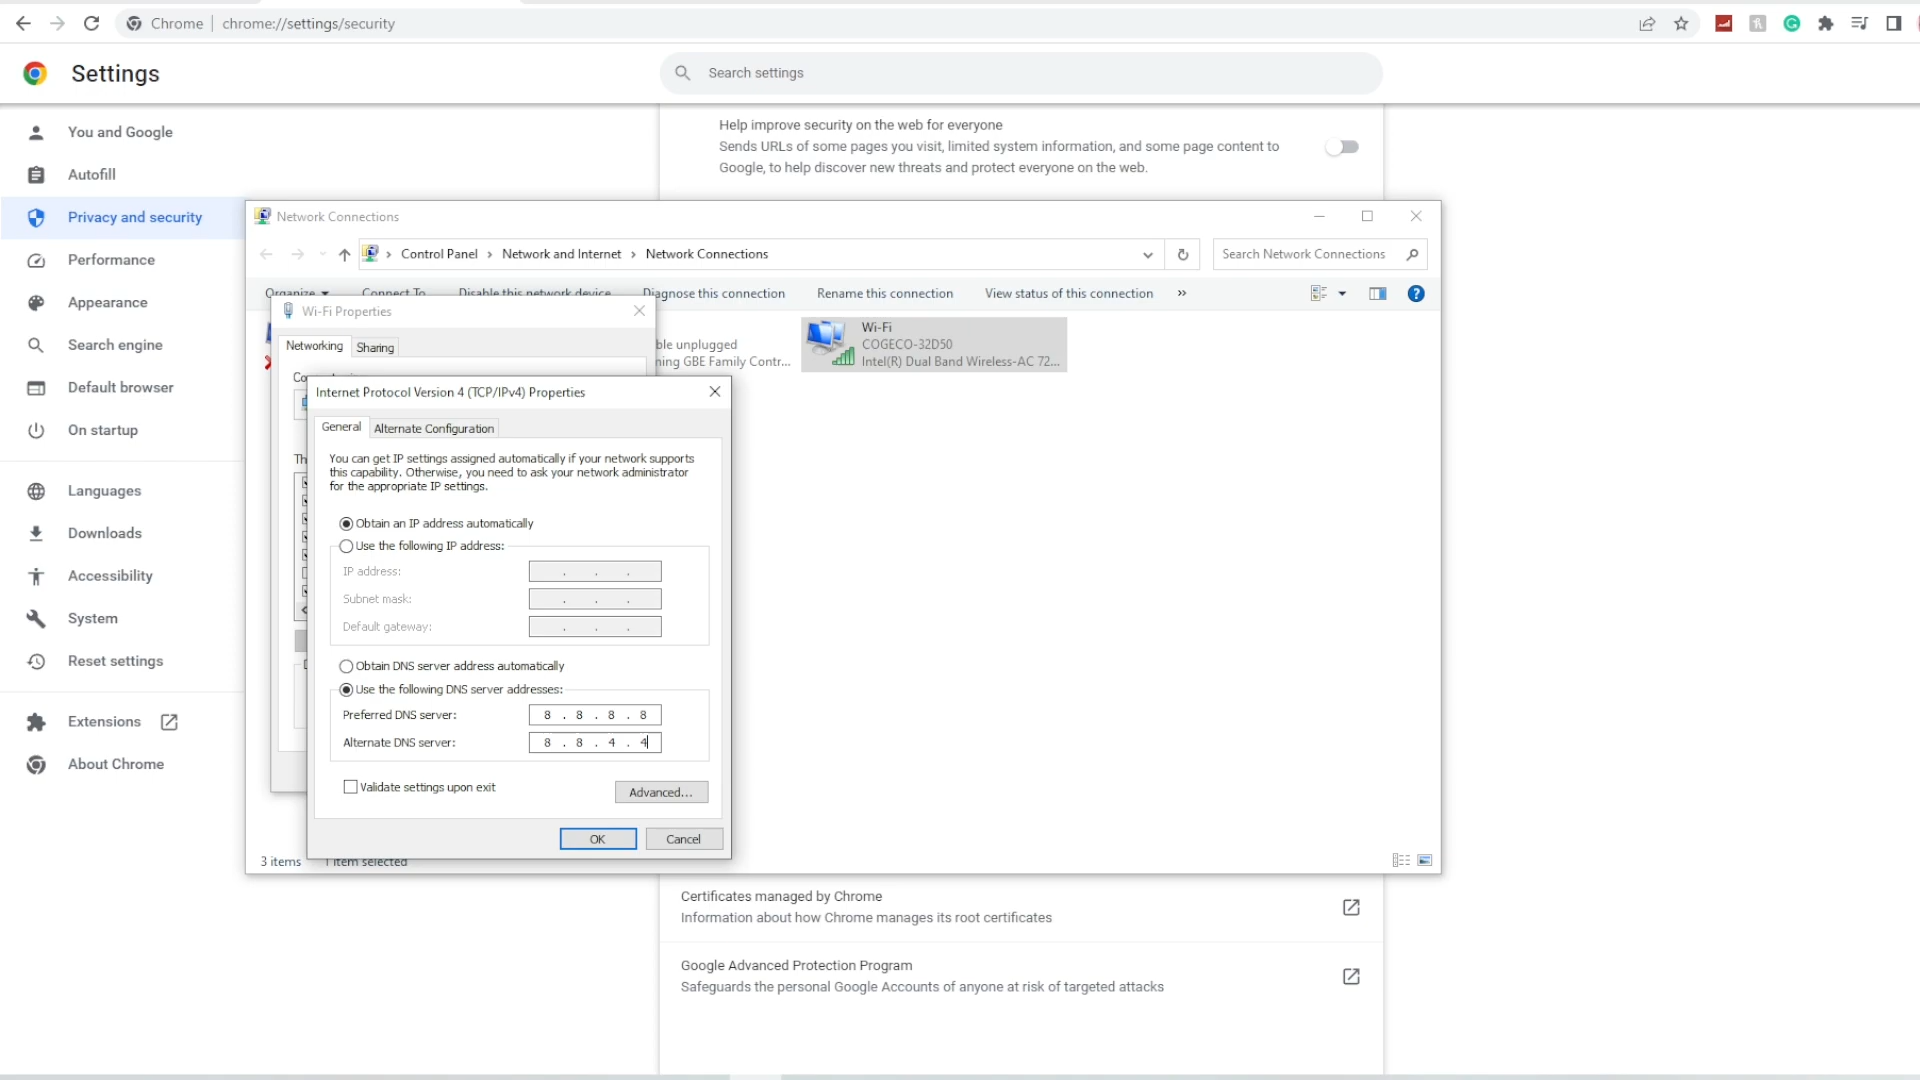 Chrome | chrome://settings/security
Settings
Search settings
You and Google
Autofill
Privacy and security
Performance
Appearance
Search engine
Default browser
On startup
Languages
Downloads
Accessibility
System
Reset settings
Extensions
About Chrome
Help improve security on the web for everyone
Sends URLs of some pages you visit, limited system information, and some page content to
Google, to help discover new threats and protect everyone on the web.
Network Connections
Control Panel › Network and Internet › Network Connections
Search Network Connections
Organize Connect To Disable this network device Diagnose this connection Rename this connection View status of this connection »
Wi-Fi Properties
Networking Sharing
ble unplugged
ning GBE Family Contr...
Wi-Fi
COGECO-32D50
Intel(R) Dual Band Wireless-AC 72...
Internet Protocol Version 4 (TCP/IPv4) Properties
General Alternate Configuration
Th
You can get IP settings assigned automatically if your network supports
this capability. Otherwise, you need to ask your network administrator
for the appropriate IP settings.
Obtain an IP address automatically
Use the following IP address:
IP address: . . .
Subnet mask: . . .
Default gateway: . . .
Obtain DNS server address automatically
Use the following DNS server addresses:
Preferred DNS server: 8 . 8 . 8 . 8
Alternate DNS server: 8 . 8 . 4 . 4
Validate settings upon exit
Advanced...
OK Cancel
3 items 1 item selected
Certificates managed by Chrome
Information about how Chrome manages its root certificates
Google Advanced Protection Program
Safeguards the personal Google Accounts of anyone at risk of targeted attacks